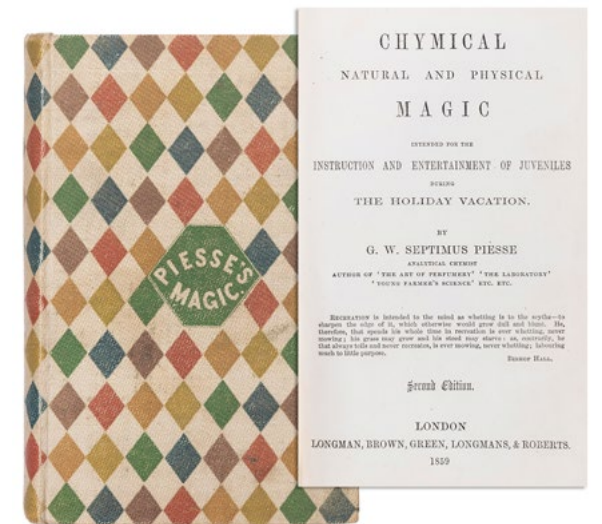 PIESSE'S
MAGIC.
CHYMICAL
NATURAL AND PHYSICAL
MAGIC
INTENDED FOR THE
INSTRUCTION AND ENTERTAINMENT OF JUVENILES
DURING
THE HOLIDAY VACATION.
BY
G. W. SEPTIMUS PIESSE
ANALYTICAL CHYMIST
AUTHOR OF 'THE ART OF PERFUMERY' 'THE LABORATORY'
'YOUNG FARMER'S SCIENCE' ETC. ETC.
RECREATION is intended to the mind as whetting is to the scythe—to
sharpen the edge of it, which otherwise would grow dull and blunt. He,
therefore, that spends his whole time in recreation is ever whetting, never
mowing; his grass may grow and his steed may starve: as, contrarily, he
that always toils and never recreates, is ever mowing, never whetting; labouring
much to little purpose.
BISHOP HALL.
Second Edition.
LONDON
LONGMAN, BROWN, GREEN, LONGMANS, & ROBERTS.
1859